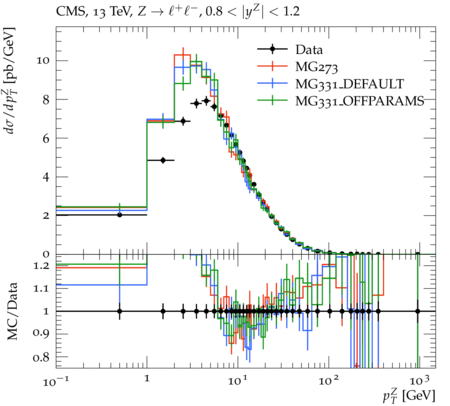 CMS, 13 TeV, Z → ℓ⁺ℓ⁻, 0.8 < |y^Z| < 1.2
dσ/dp_T^Z [pb/GeV]
10
8
6
4
2
0
Data
MG273
MG331_DEFAULT
MG331_OFFPARAMS
MC/Data
1.2
1.1
1
0.9
0.8
10⁻¹
1
10¹
10²
10³
p_T^Z [GeV]